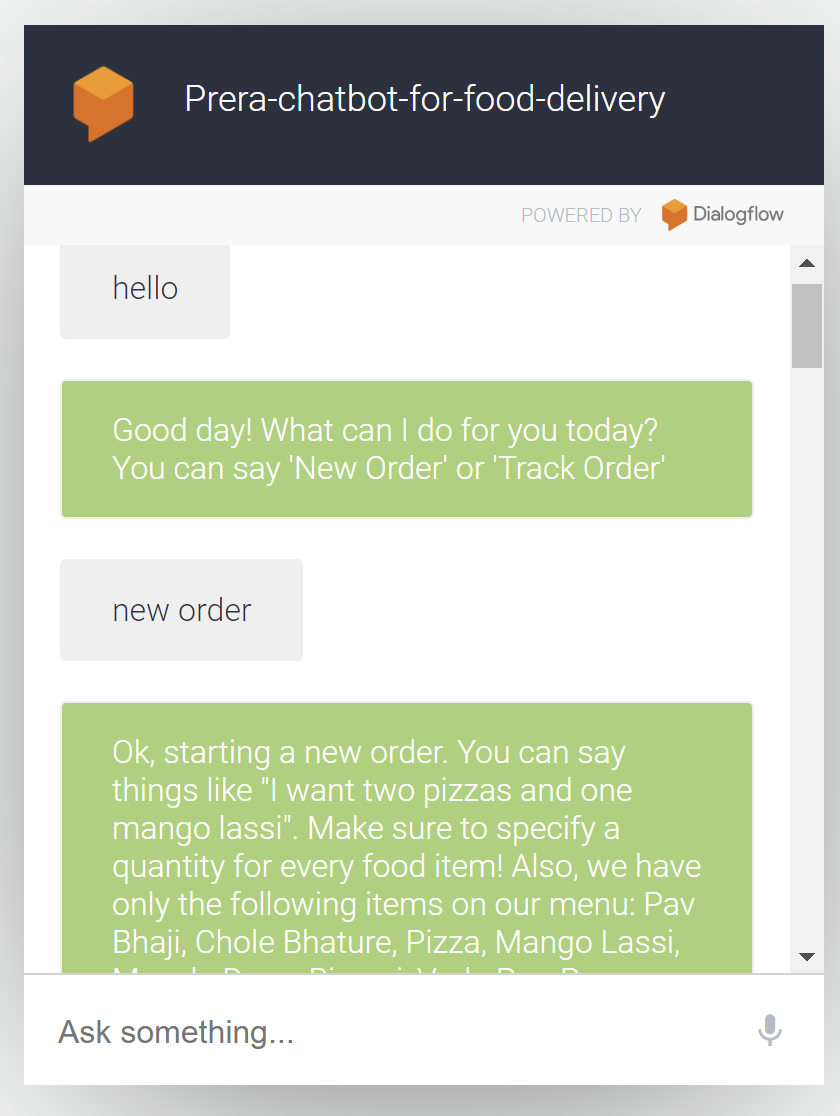 Prera-chatbot-for-food-delivery
POWERED BY Dialogflow
hello
Good day! What can I do for you today?
You can say 'New Order' or 'Track Order'
new order
Ok, starting a new order. You can say
things like "I want two pizzas and one
mango lassi". Make sure to specify a
quantity for every food item! Also, we have
only the following items on our menu: Pav
Bhaji, Chole Bhature, Pizza, Mango Lassi,
Ask something...